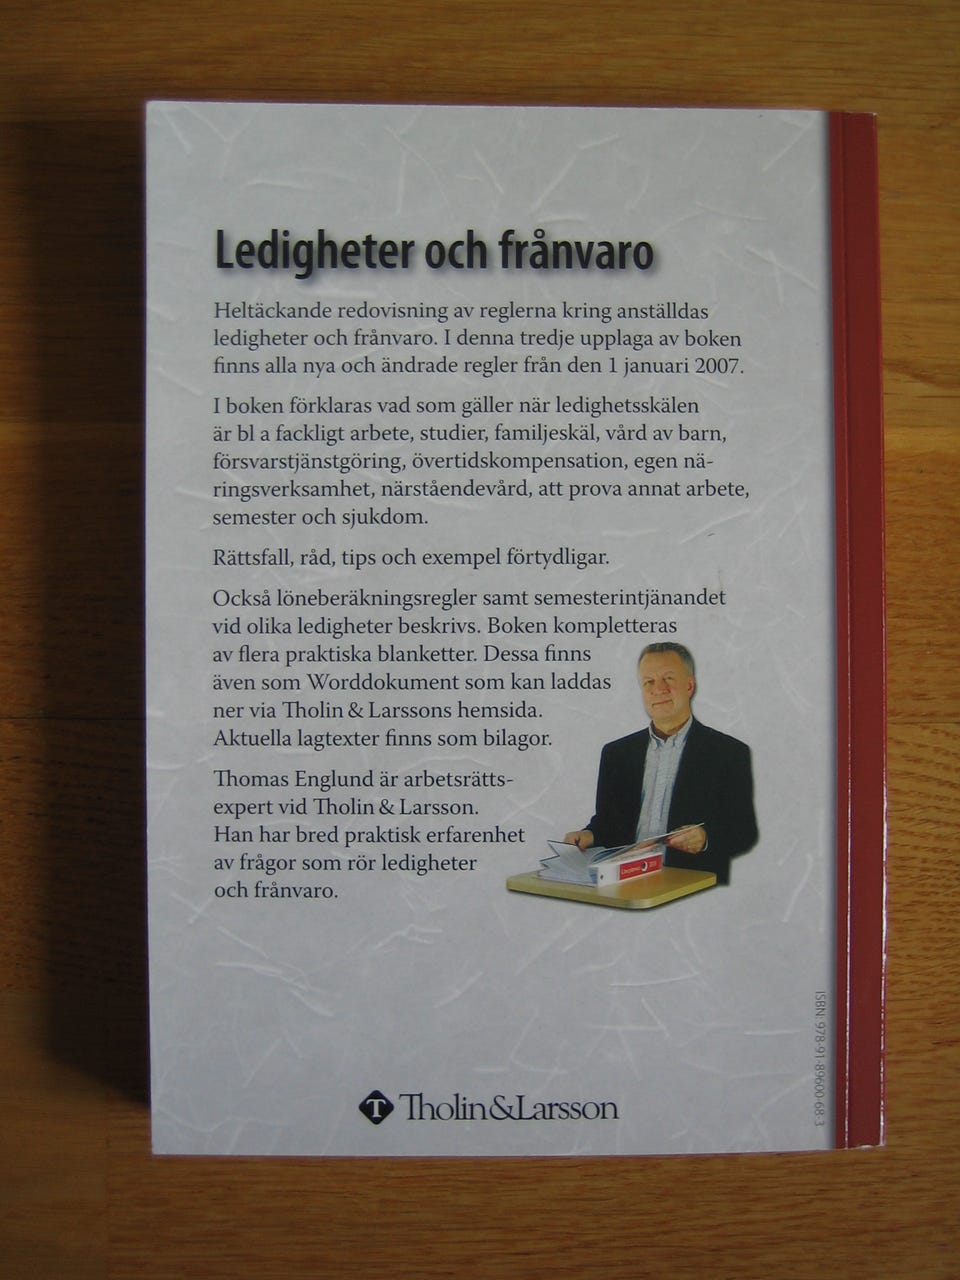 Ledigheter och frånvaro
Heltäckande redovisning av reglerna kring anställdas
ledigheter och frånvaro. I denna tredje upplaga av boken
finns alla nya och ändrade regler från den 1 januari 2007.
I boken förklaras vad som gäller när ledighetsskälen
är bl a fackligt arbete, studier, familjeskäl, vård av barn,
försvarstjänstgöring, övertidskompensation, egen nä-
ringsverksamhet, närståendevård, att prova annat arbete,
semester och sjukdom.
Rättsfall, råd, tips och exempel förtydligar.
Också löneberäkningsregler samt semesterintjänandet
vid olika ledigheter beskrivs. Boken kompletteras
av flera praktiska blanketter. Dessa finns
även som Worddokument som kan laddas
ner via Tholin & Larssons hemsida.
Aktuella lagtexter finns som bilagor.
Thomas Englund är arbetsrätts-
expert vid Tholin & Larsson.
Han har bred praktisk erfarenhet
av frågor som rör ledigheter
och frånvaro.
ISBN: 978-91-89600-68-3
T Tholin&Larsson